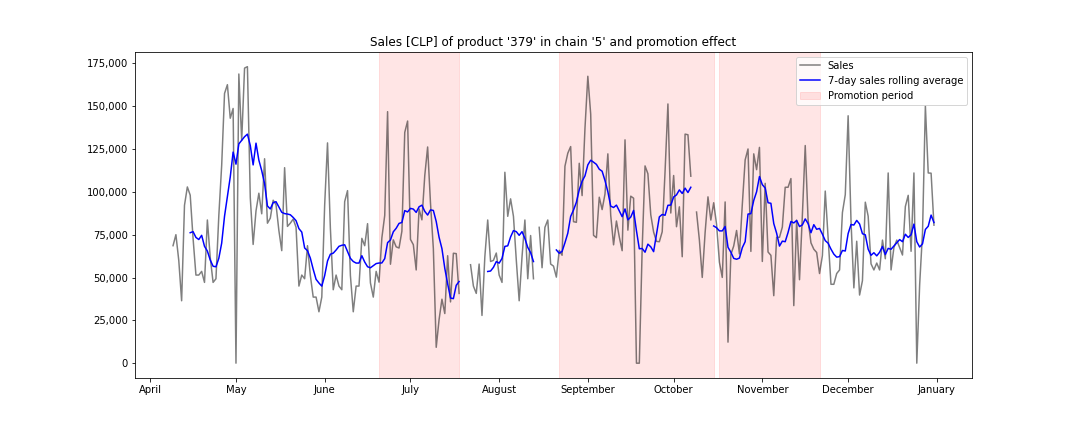 Sales [CLP] of product '379' in chain '5' and promotion effect
175,000
150,000
125,000
100,000
75,000
50,000
25,000
0
Sales
7-day sales rolling average
Promotion period
April May June July August September October November December January